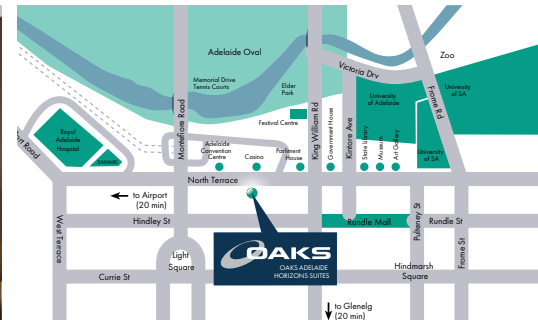 Adelaide Oval
Zoo
Victoria Drv
Memorial Drive
Tennis Courts
Elder
Park
University
of Adelaide
University
of SA
Frome Rd
Montefiore Road
King William Rd
Festival Centre
Government House
Kintore Ave
State Library
Museum
Art Gallery
Royal
Adelaide
Hospital
SAHMRI
Road
Adelaide
Convention
Centre
Casino
Parliment
House
University
of SA
North Terrace
to Airport
(20 min)
West Terrace
Hindley St
Rundle Mall
Pulteney St
Rundle St
Frome St
Light
Square
OAKS
OAKS ADELAIDE
HORIZONS SUITES
Currie St
Hindmarsh
Square
to Glenelg
(20 min)